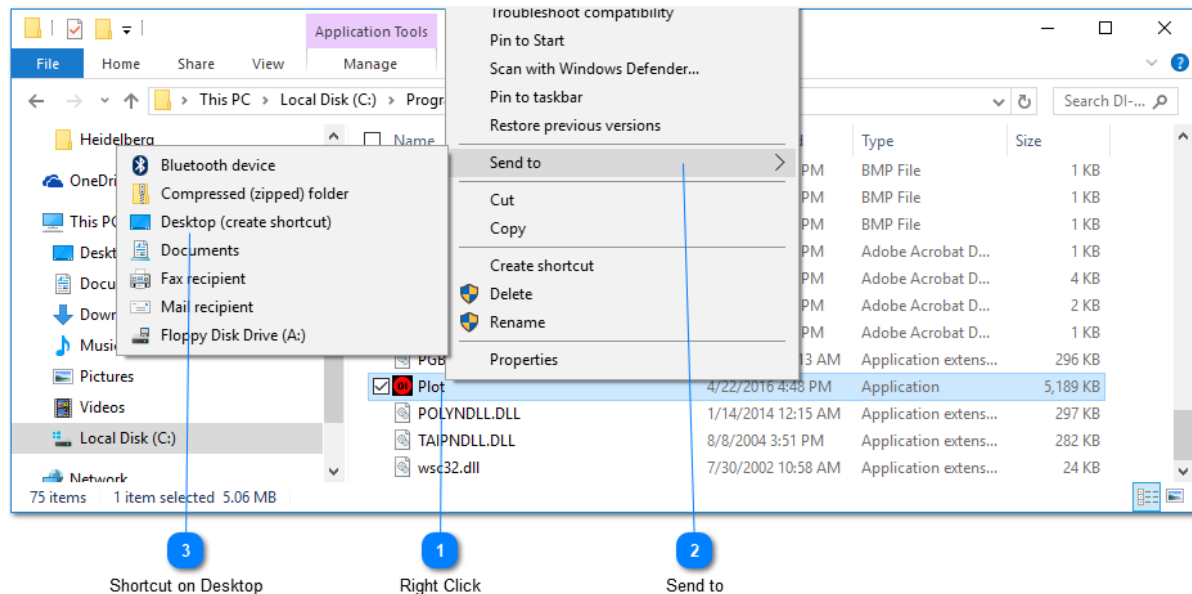 Application Tools
File Home Share View Manage
This PC > Local Disk (C:) > Progr
Search DI-...
Troubleshoot compatibility
Pin to Start
Scan with Windows Defender...
Pin to taskbar
Restore previous versions
Send to
Cut
Copy
Create shortcut
Delete
Rename
Properties
Bluetooth device
Compressed (zipped) folder
Desktop (create shortcut)
Documents
Fax recipient
Mail recipient
Floppy Disk Drive (A:)
Heidelberg
OneDri
This PC
Deskt
Docu
Down
Music
Pictures
Videos
Local Disk (C:)
Network
Name Type Size
PM BMP File 1 KB
PM BMP File 1 KB
PM BMP File 1 KB
PM Adobe Acrobat D... 1 KB
PM Adobe Acrobat D... 4 KB
PM Adobe Acrobat D... 2 KB
PM Adobe Acrobat D... 1 KB
PGB 13 AM Application extens... 296 KB
DI Plot 4/22/2016 4:48 PM Application 5,189 KB
POLYNDLL.DLL 1/14/2014 12:15 AM Application extens... 297 KB
TAIPNDLL.DLL 8/8/2004 3:51 PM Application extens... 282 KB
wsc32.dll 7/30/2002 10:58 AM Application extens... 24 KB
75 items 1 item selected 5.06 MB
3 1 2
Shortcut on Desktop Right Click Send to